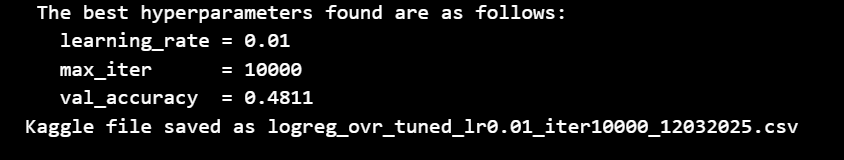 The best hyperparameters found are as follows:
learning_rate = 0.01
max_iter      = 10000
val_accuracy  = 0.4811
Kaggle file saved as logreg_ovr_tuned_lr0.01_iter10000_12032025.csv